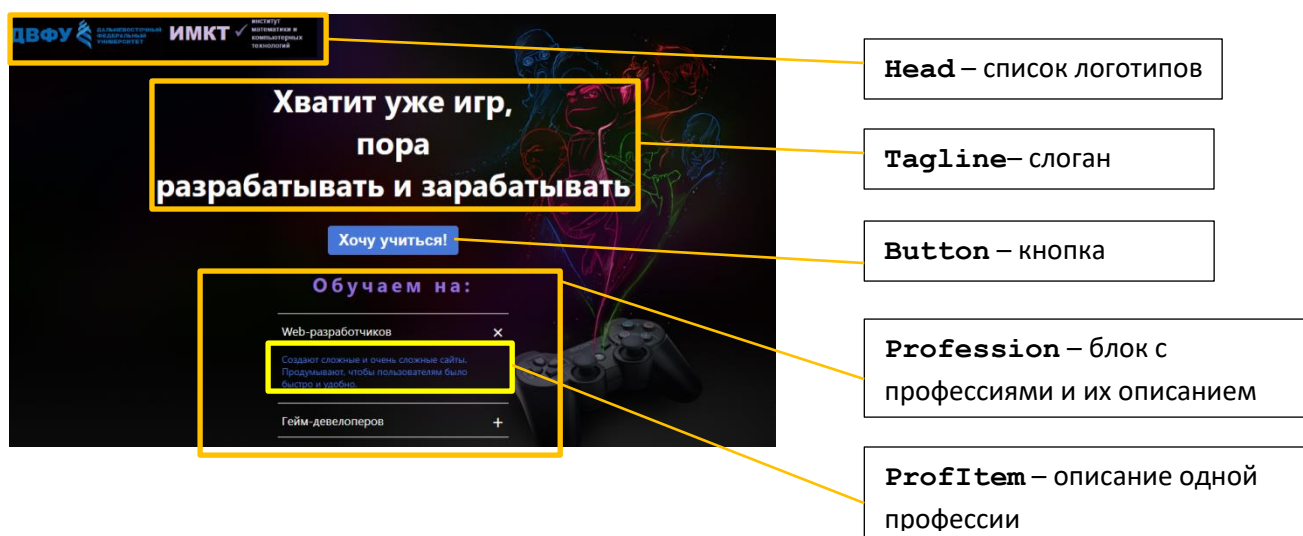 ДВФУ
ДАЛЬНЕВОСТОЧНЫЙ
ФЕДЕРАЛЬНЫЙ
УНИВЕРСИТЕТ
ИМКТ
институт
математики и
компьютерных
технологий
Хватит уже игр,
пора
разрабатывать и зарабатывать
Хочу учиться!
Обучаем на:
Web-разработчиков ×
Создают сложные и очень сложные сайты.
Продумывают, чтобы пользователям было
быстро и удобно.
Гейм-девелоперов +
Head – список логотипов
Tagline– слоган
Button – кнопка
Profession – блок с
профессиями и их описанием
ProfItem – описание одной
профессии